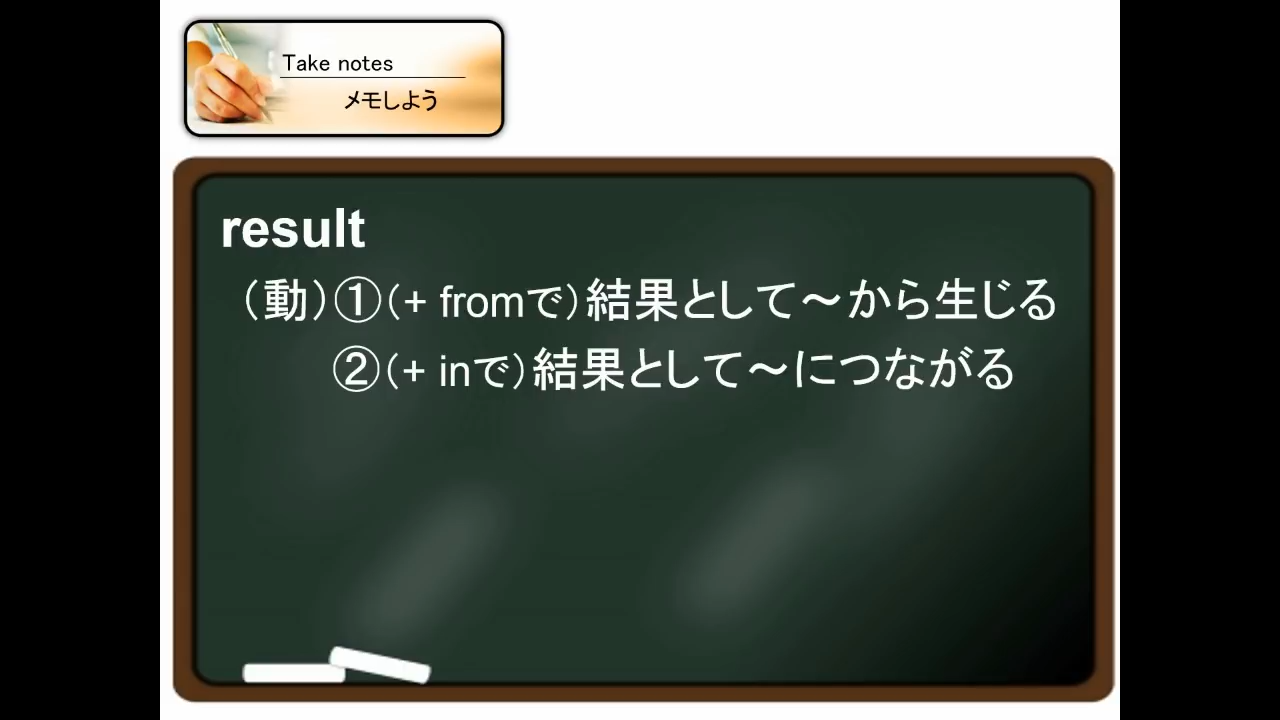 Take notes
メモしよう
result
（動）①（+ fromで）結果として～から生じる
②（+ inで）結果として～につながる